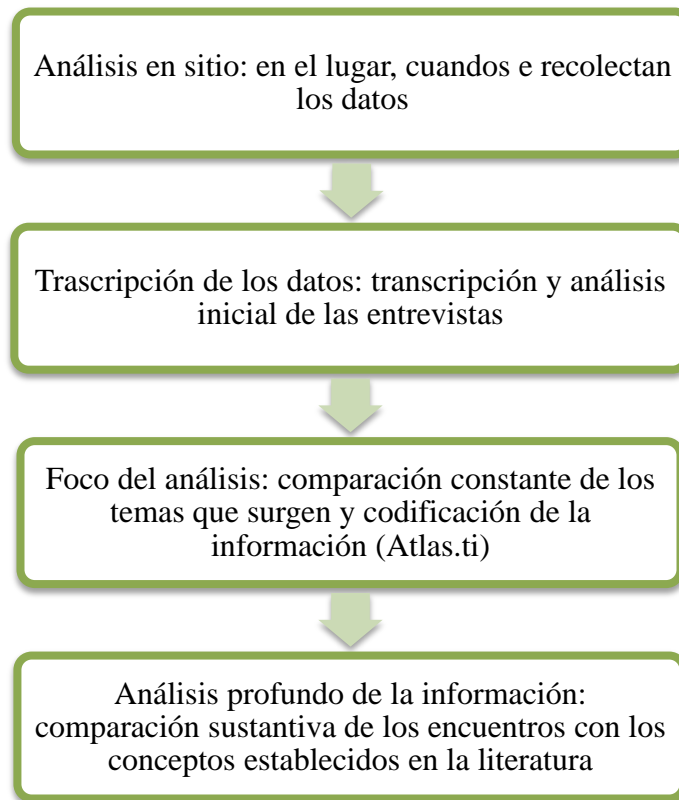 Análisis en sitio: en el lugar, cuandos e recolectan
los datos
Trascripción de los datos: transcripción y análisis
inicial de las entrevistas
Foco del análisis: comparación constante de los
temas que surgen y codificación de la
información (Atlas.ti)
Análisis profundo de la información:
comparación sustantiva de los encuentros con los
conceptos establecidos en la literatura